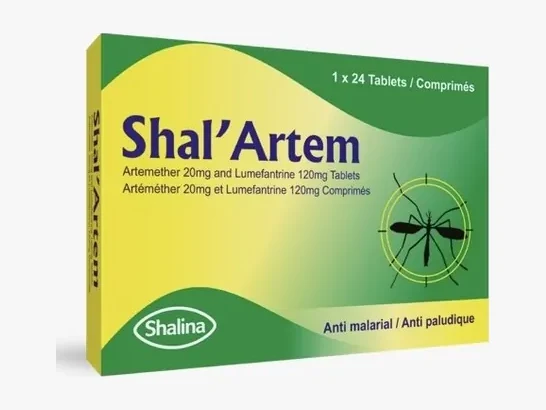 1 x 24 Tablets / Comprimés
Shal'Artem
Artemether 20mg and Lumefantrine 120mg Tablets
Artéméther 20mg et Lumefantrine 120mg Comprimés
Anti malarial / Anti paludique
Shalina
Shal'Artem